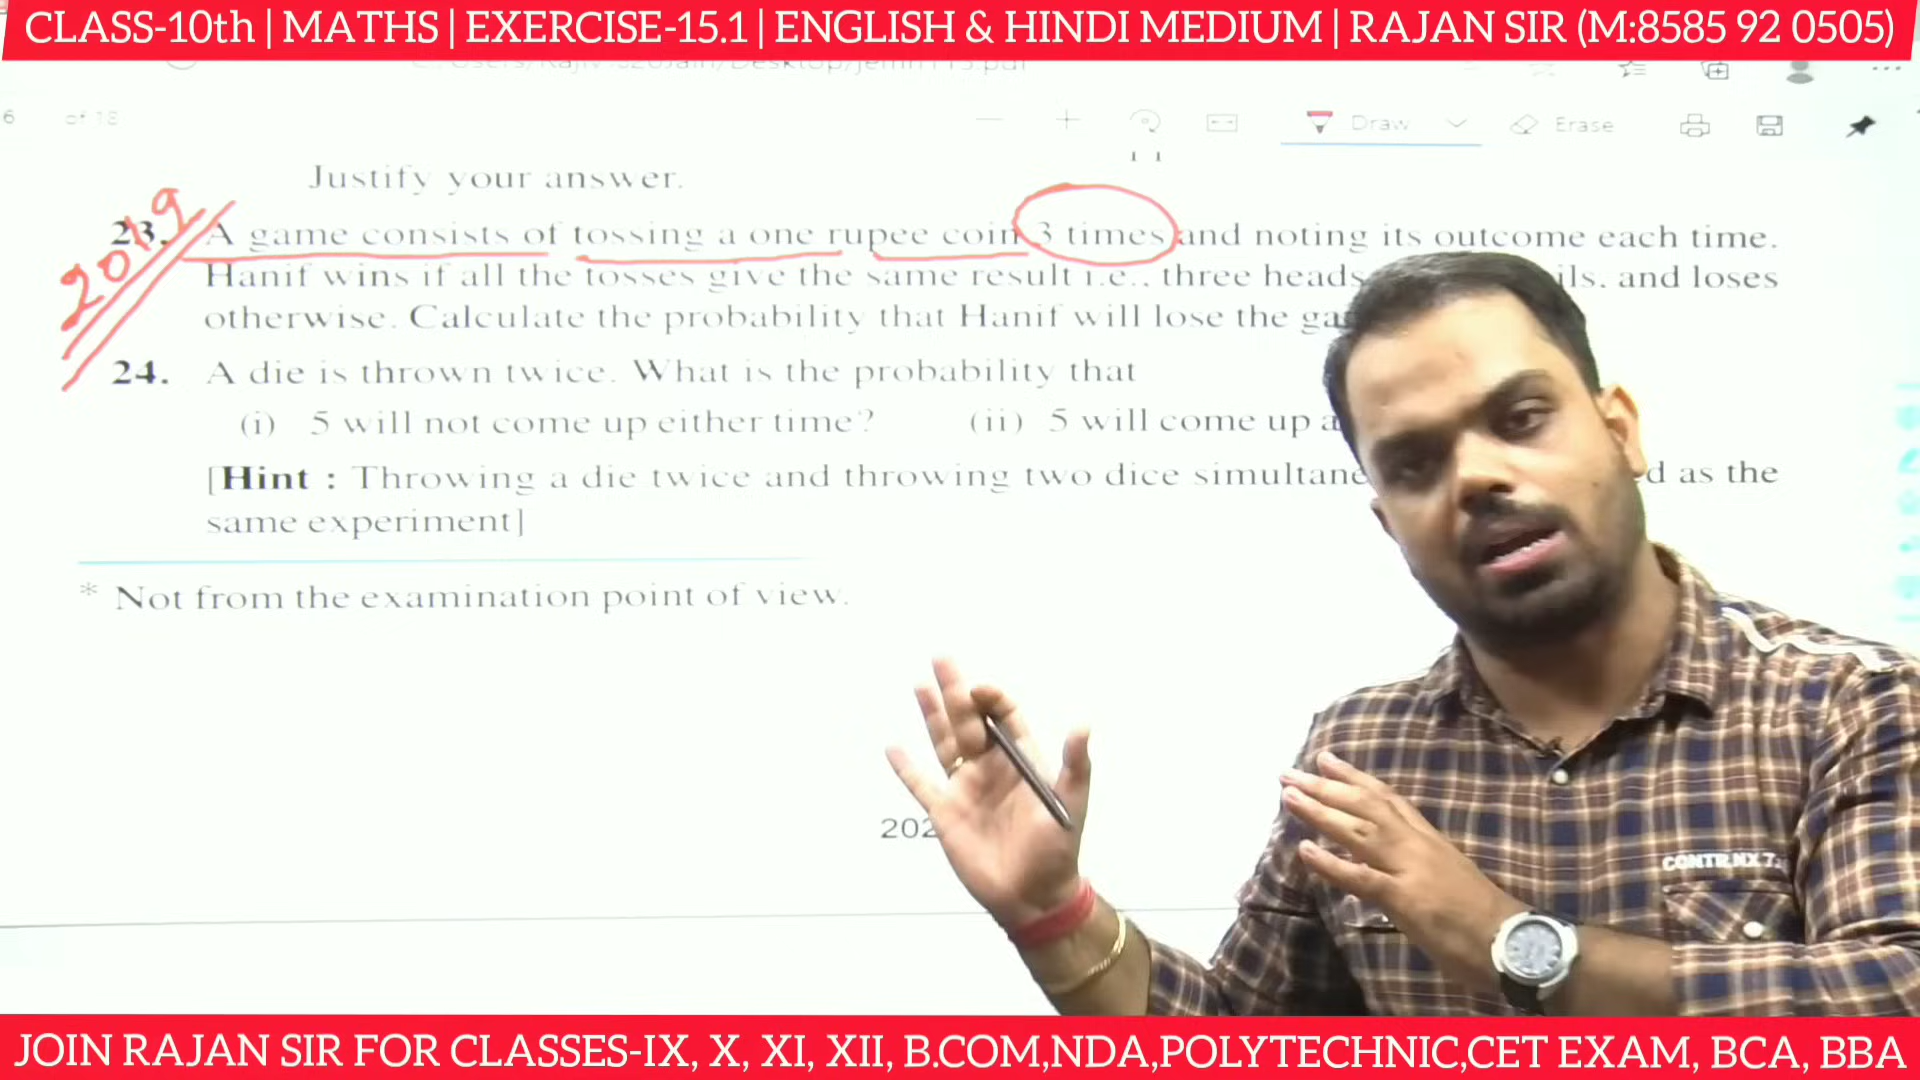 CLASS-10th | MATHS | EXERCISE-15.1 | ENGLISH & HINDI MEDIUM | RAJAN SIR (M:8585 92 0505)
6 of 18
Draw
Erase
Justify your answer.
2019
23. A game consists of tossing a one rupee coin 3 times and noting its outcome each time.
Hanif wins if all the tosses give the same result i.e., three heads and loses
otherwise. Calculate the probability that Hanif will lose the
24. A die is thrown twice. What is the probability that
(i) 5 will not come up either time? (ii) 5 will come up
[Hint : Throwing a die twice and throwing two dice as the
same experiment]
* Not from the examination point of view.
CONTR.NX
JOIN RAJAN SIR FOR CLASSES-IX, X, XI, XII, B.COM,NDA,POLYTECHNIC,CET EXAM, BCA, BBA